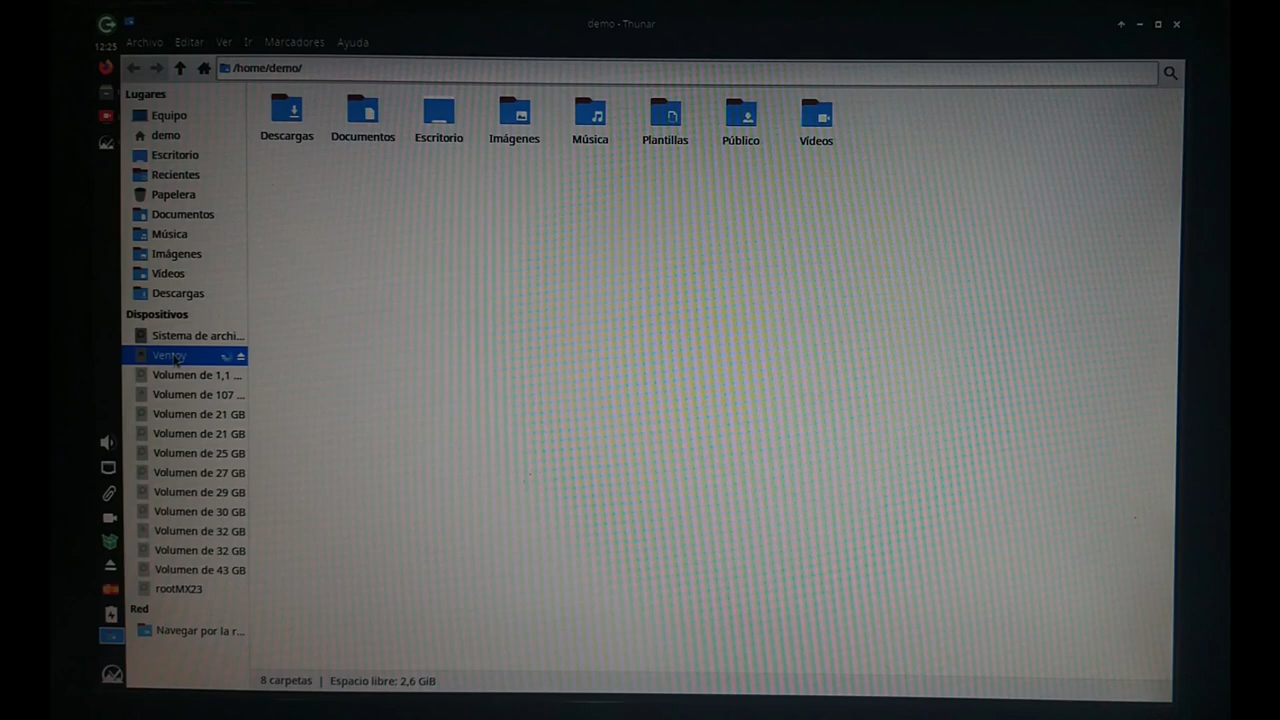 demo - Thunar
12:25
Archivo Editar Ver Ir Marcadores Ayuda
/home/demo/
Lugares
Equipo
demo
Escritorio
Recientes
Papelera
Documentos
Música
Imágenes
Vídeos
Descargas
Dispositivos
Sistema de archi...
Ventoy
Volumen de 1,1 ...
Volumen de 107 ...
Volumen de 21 GB
Volumen de 21 GB
Volumen de 25 GB
Volumen de 27 GB
Volumen de 29 GB
Volumen de 30 GB
Volumen de 32 GB
Volumen de 32 GB
Volumen de 43 GB
rootMX23
Red
Navegar por la r...
Descargas Documentos Escritorio Imágenes Música Plantillas Público Vídeos
8 carpetas | Espacio libre: 2,6 GiB